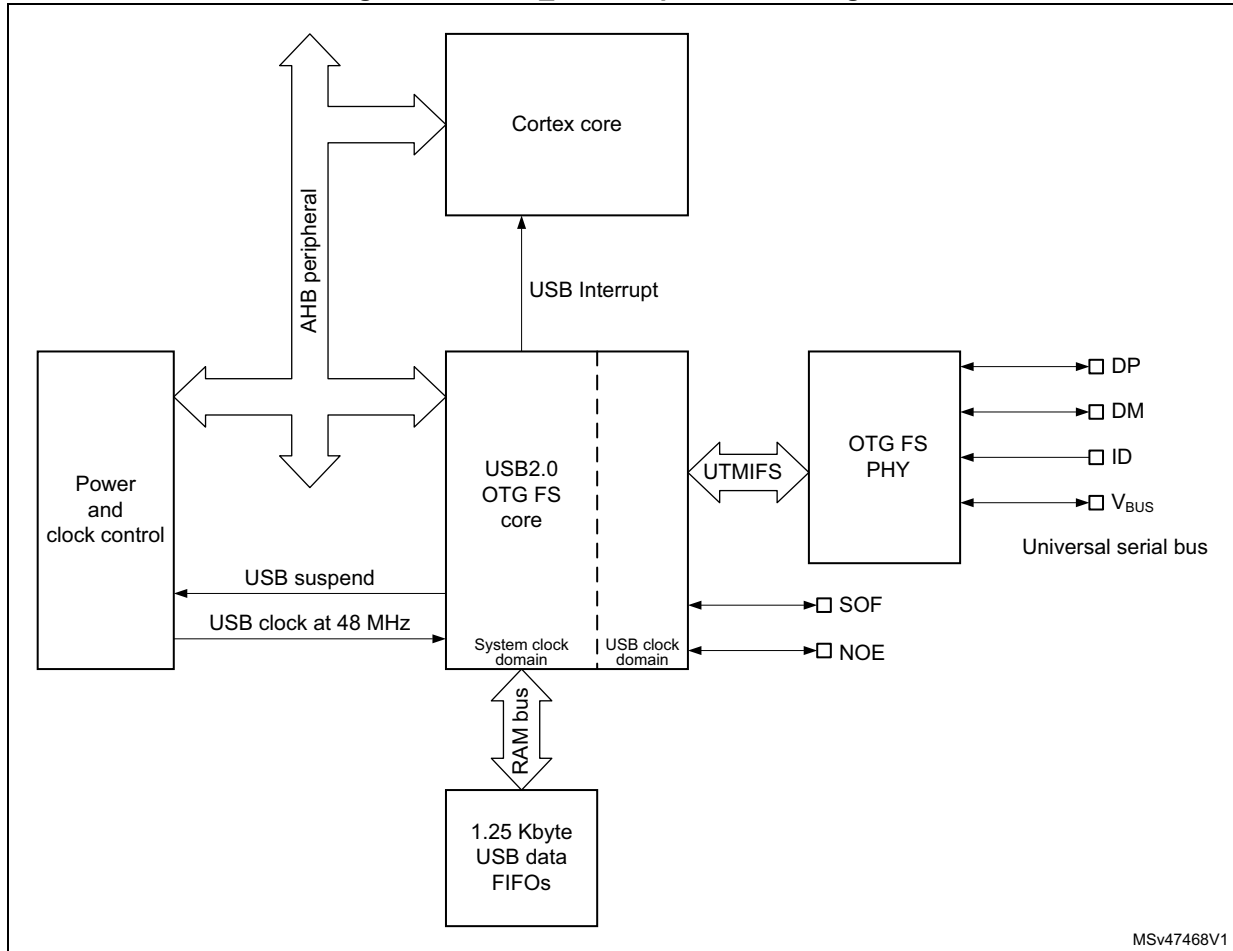 Cortex core
AHB peripheral
USB Interrupt
Power
and
clock control
USB2.0
OTG FS
core
UTMIFS
OTG FS
PHY
DP
DM
ID
VBUS
Universal serial bus
USB suspend
USB clock at 48 MHz
System clock
domain
USB clock
domain
SOF
NOE
RAM bus
1.25 Kbyte
USB data
FIFOs
MSv47468V1